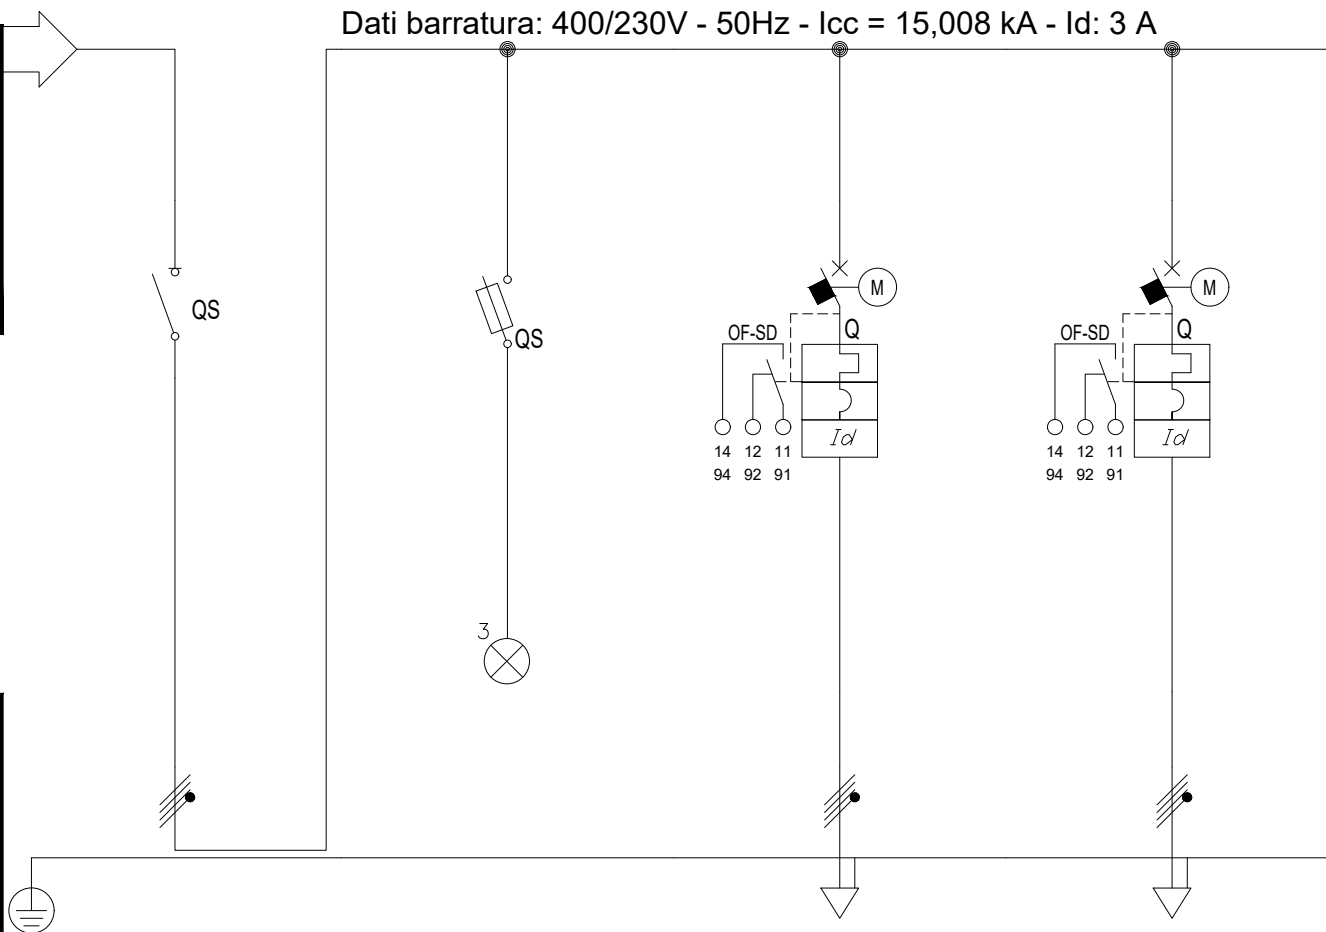 Dati barratura: 400/230V - 50Hz - Icc = 15,008 kA - Id: 3 A
QS
QS
3
M
Q
OF-SD
Id
14 12 11
94 92 91
M
Q
OF-SD
Id
14 12 11
94 92 91